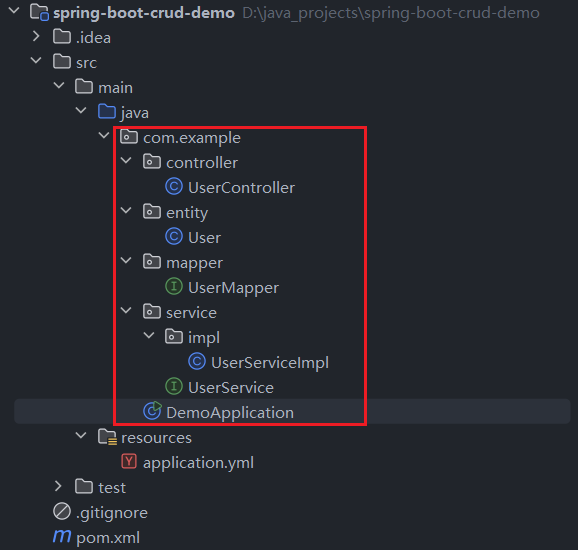 spring-boot-crud-demo D:\java_projects\spring-boot-crud-demo
.idea
src
main
java
com.example
controller
C UserController
entity
C User
mapper
I UserMapper
service
impl
C UserServiceImpl
I UserService
C DemoApplication
resources
Y application.yml
test
.gitignore
m pom.xml